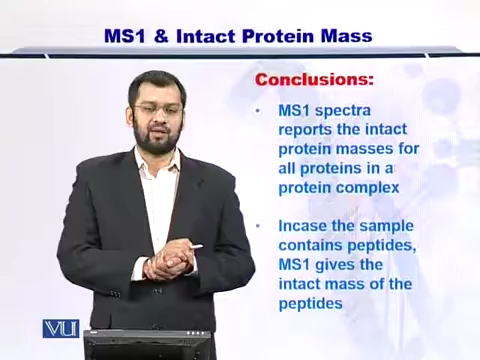 MS1 & Intact Protein Mass
Conclusions:
• MS1 spectra
reports the intact
protein masses for
all proteins in a
protein complex
• Incase the sample
contains peptides,
MS1 gives the
intact mass of the
peptides
VU